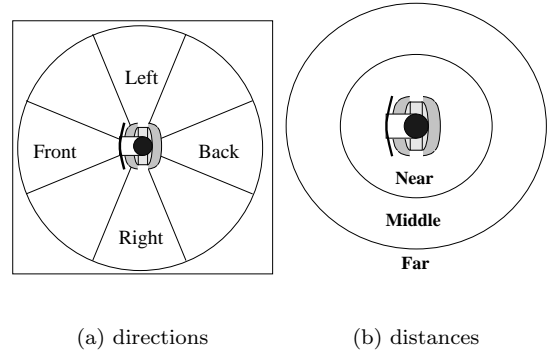 Left
Front
Back
Right
Near
Middle
Far
(a) directions
(b) distances